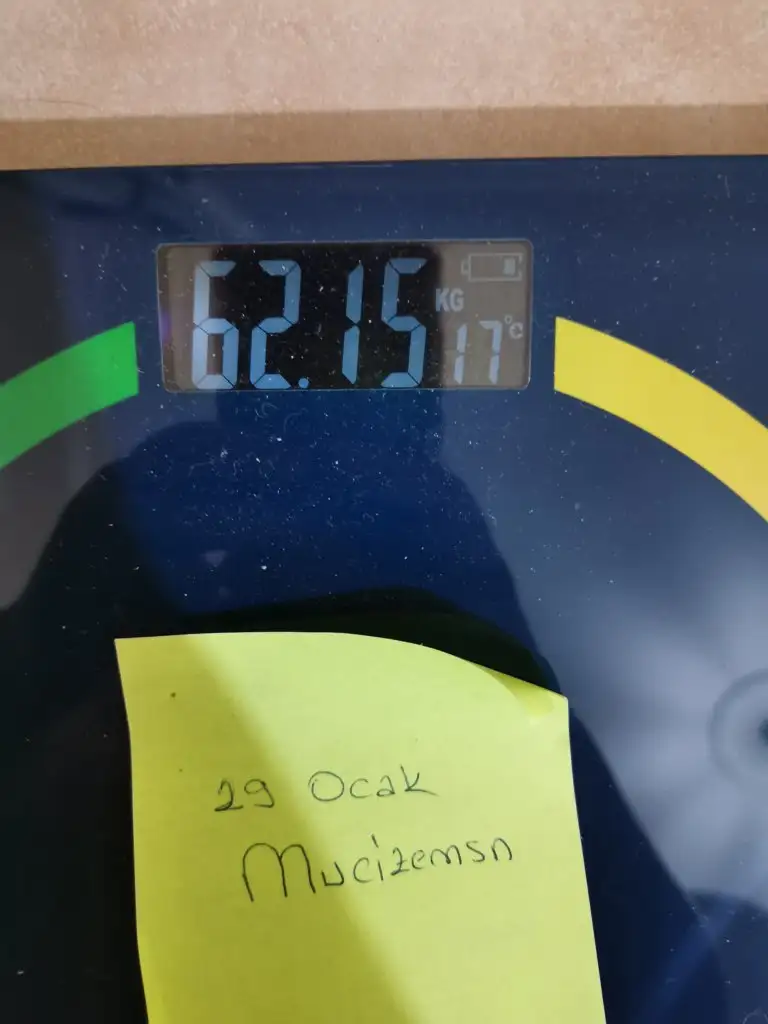 62.15 KG
17°C
29 Ocak
Mucizemsn